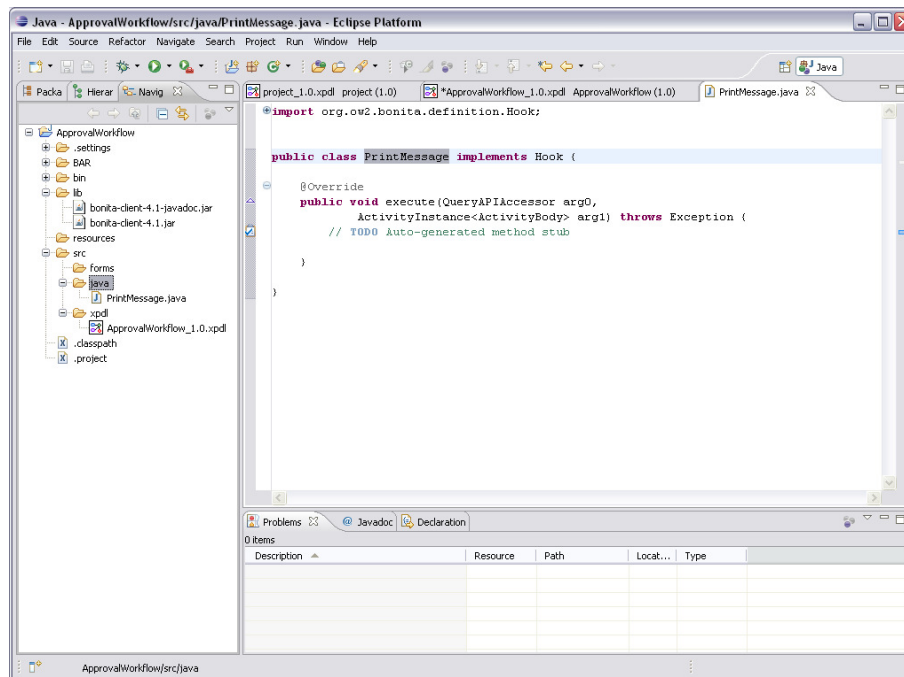 Java - ApprovalWorkflow/src/java/PrintMessage.java - Eclipse Platform
File Edit Source Refactor Navigate Search Project Run Window Help
Java
Packa Hierar Navig
project_1.0.xpdl project (1.0) *ApprovalWorkflow_1.0.xpdl ApprovalWorkflow (1.0) PrintMessage.java
ApprovalWorkflow
.settings
BAR
bin
lib
bonita-client-4.1-javadoc.jar
bonita-client-4.1.jar
resources
src
forms
java
PrintMessage.java
xpdl
ApprovalWorkflow_1.0.xpdl
.classpath
.project
import org.ow2.bonita.definition.Hook;
public class PrintMessage implements Hook {
@Override
public void execute(QueryAPIAccessor arg0,
ActivityInstance<ActivityBody> arg1) throws Exception {
// TODO Auto-generated method stub
}
}
Problems @ Javadoc Declaration
0 items
Description Resource Path Locat... Type
ApprovalWorkflow/src/java